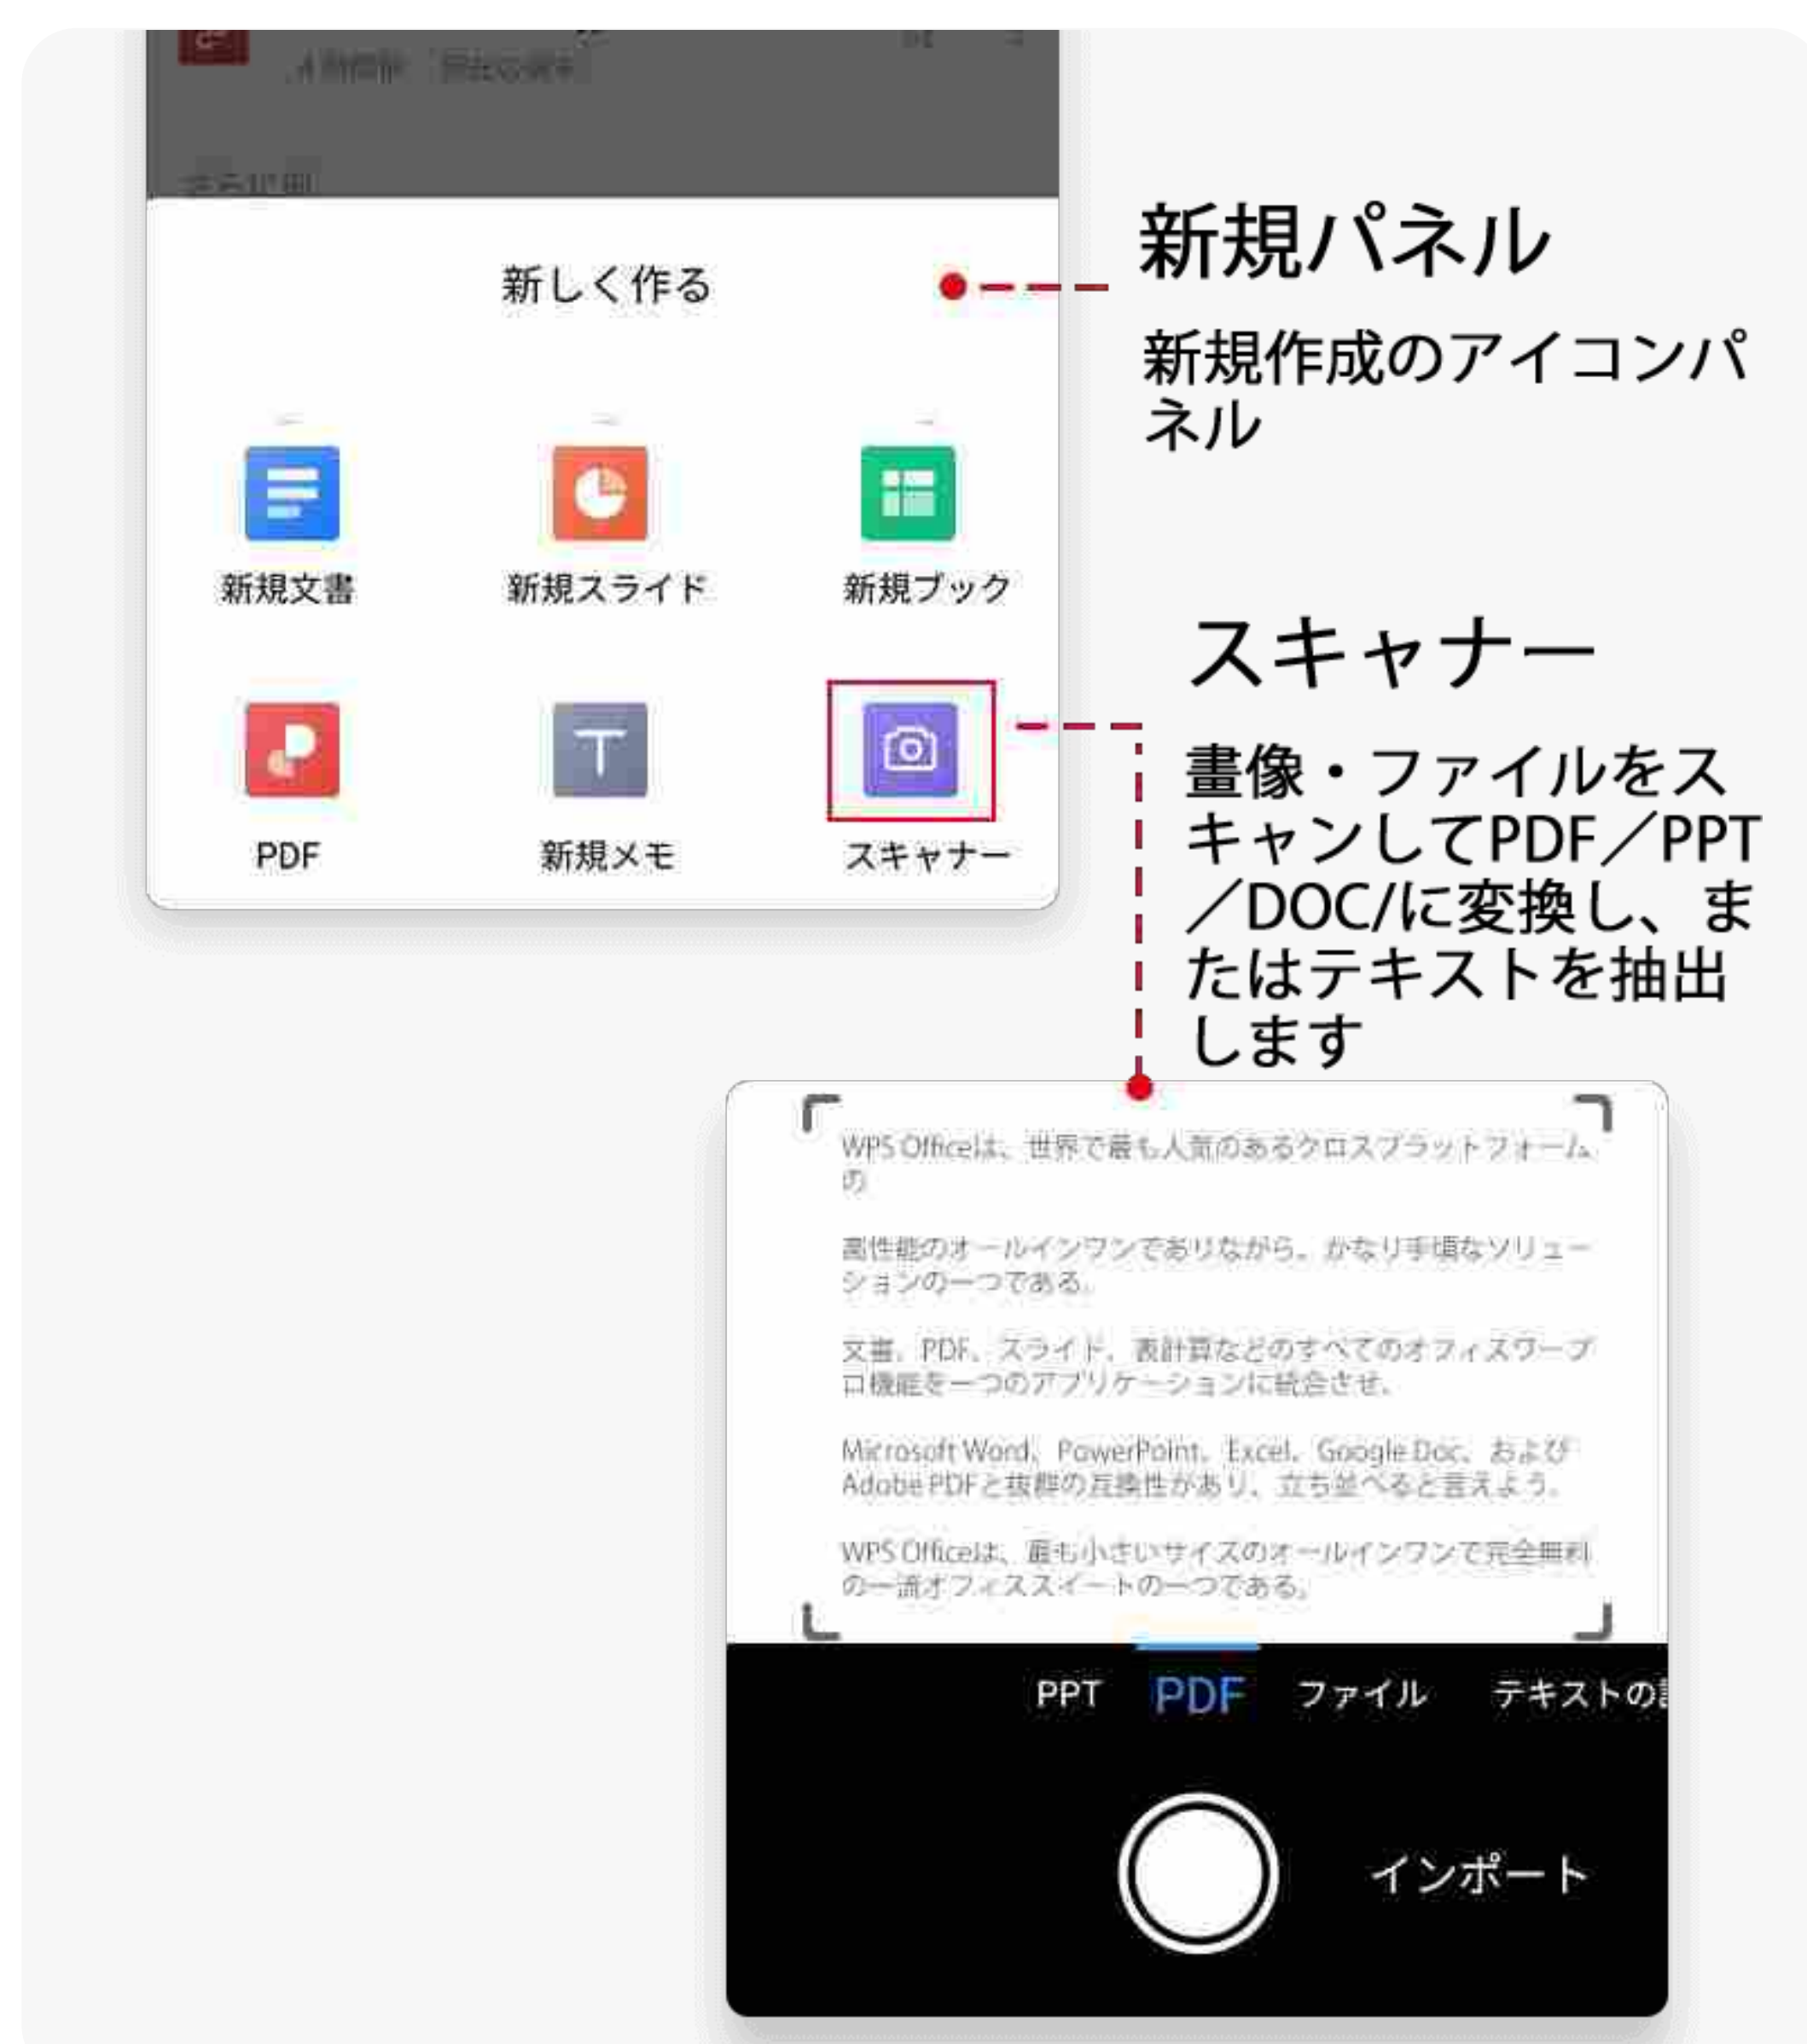 新しく作る
新規パネル
新規作成のアイコンパ
ネル
新規文書
新規スライド
新規ブック
PDF
新規メモ
スキャナー
スキャナー
畫像・ファイルをス
キャンしてPDF／PPT
／DOC/に変換し、ま
たはテキストを抽出
します
WPS Officeは、世界で最も人気のあるクロスプラットフォーム
の
高性能のオールインワンでありながら、かなり手頃なソリュー
ションの一つである。
文書、PDF、スライド、表計算などのすべてのオフィスワープ
ロ機能を一つのアプリケーションに統合させ、
Microsoft Word、PowerPoint、Excel、Google Doc、および
Adobe PDFと抜群の互換性があり、立ち並べると言えよう。
WPS Officeは、最も小さいサイズのオールインワンで完全無料
の一流オフィススイートの一つである。
PPT
PDF
ファイル
テキストの
インポート